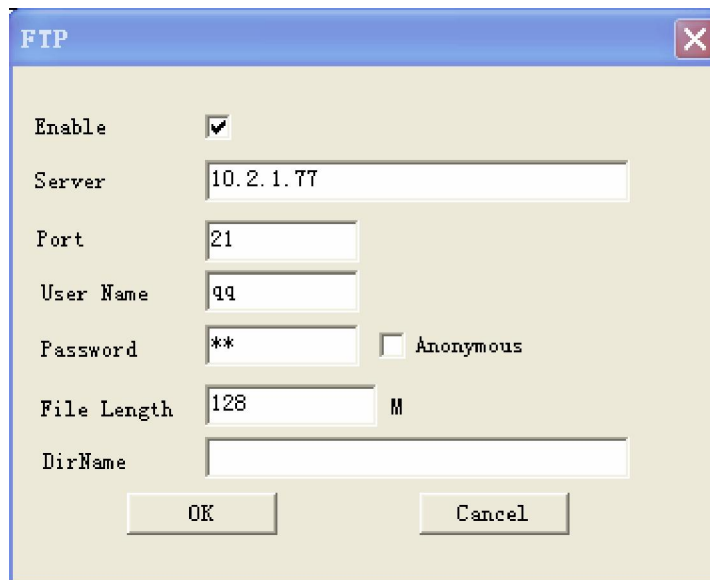 FTP
Enable
Server 10.2.1.77
Port 21
User Name qq
Password ** Anonymous
File Length 128 M
DirName
OK Cancel